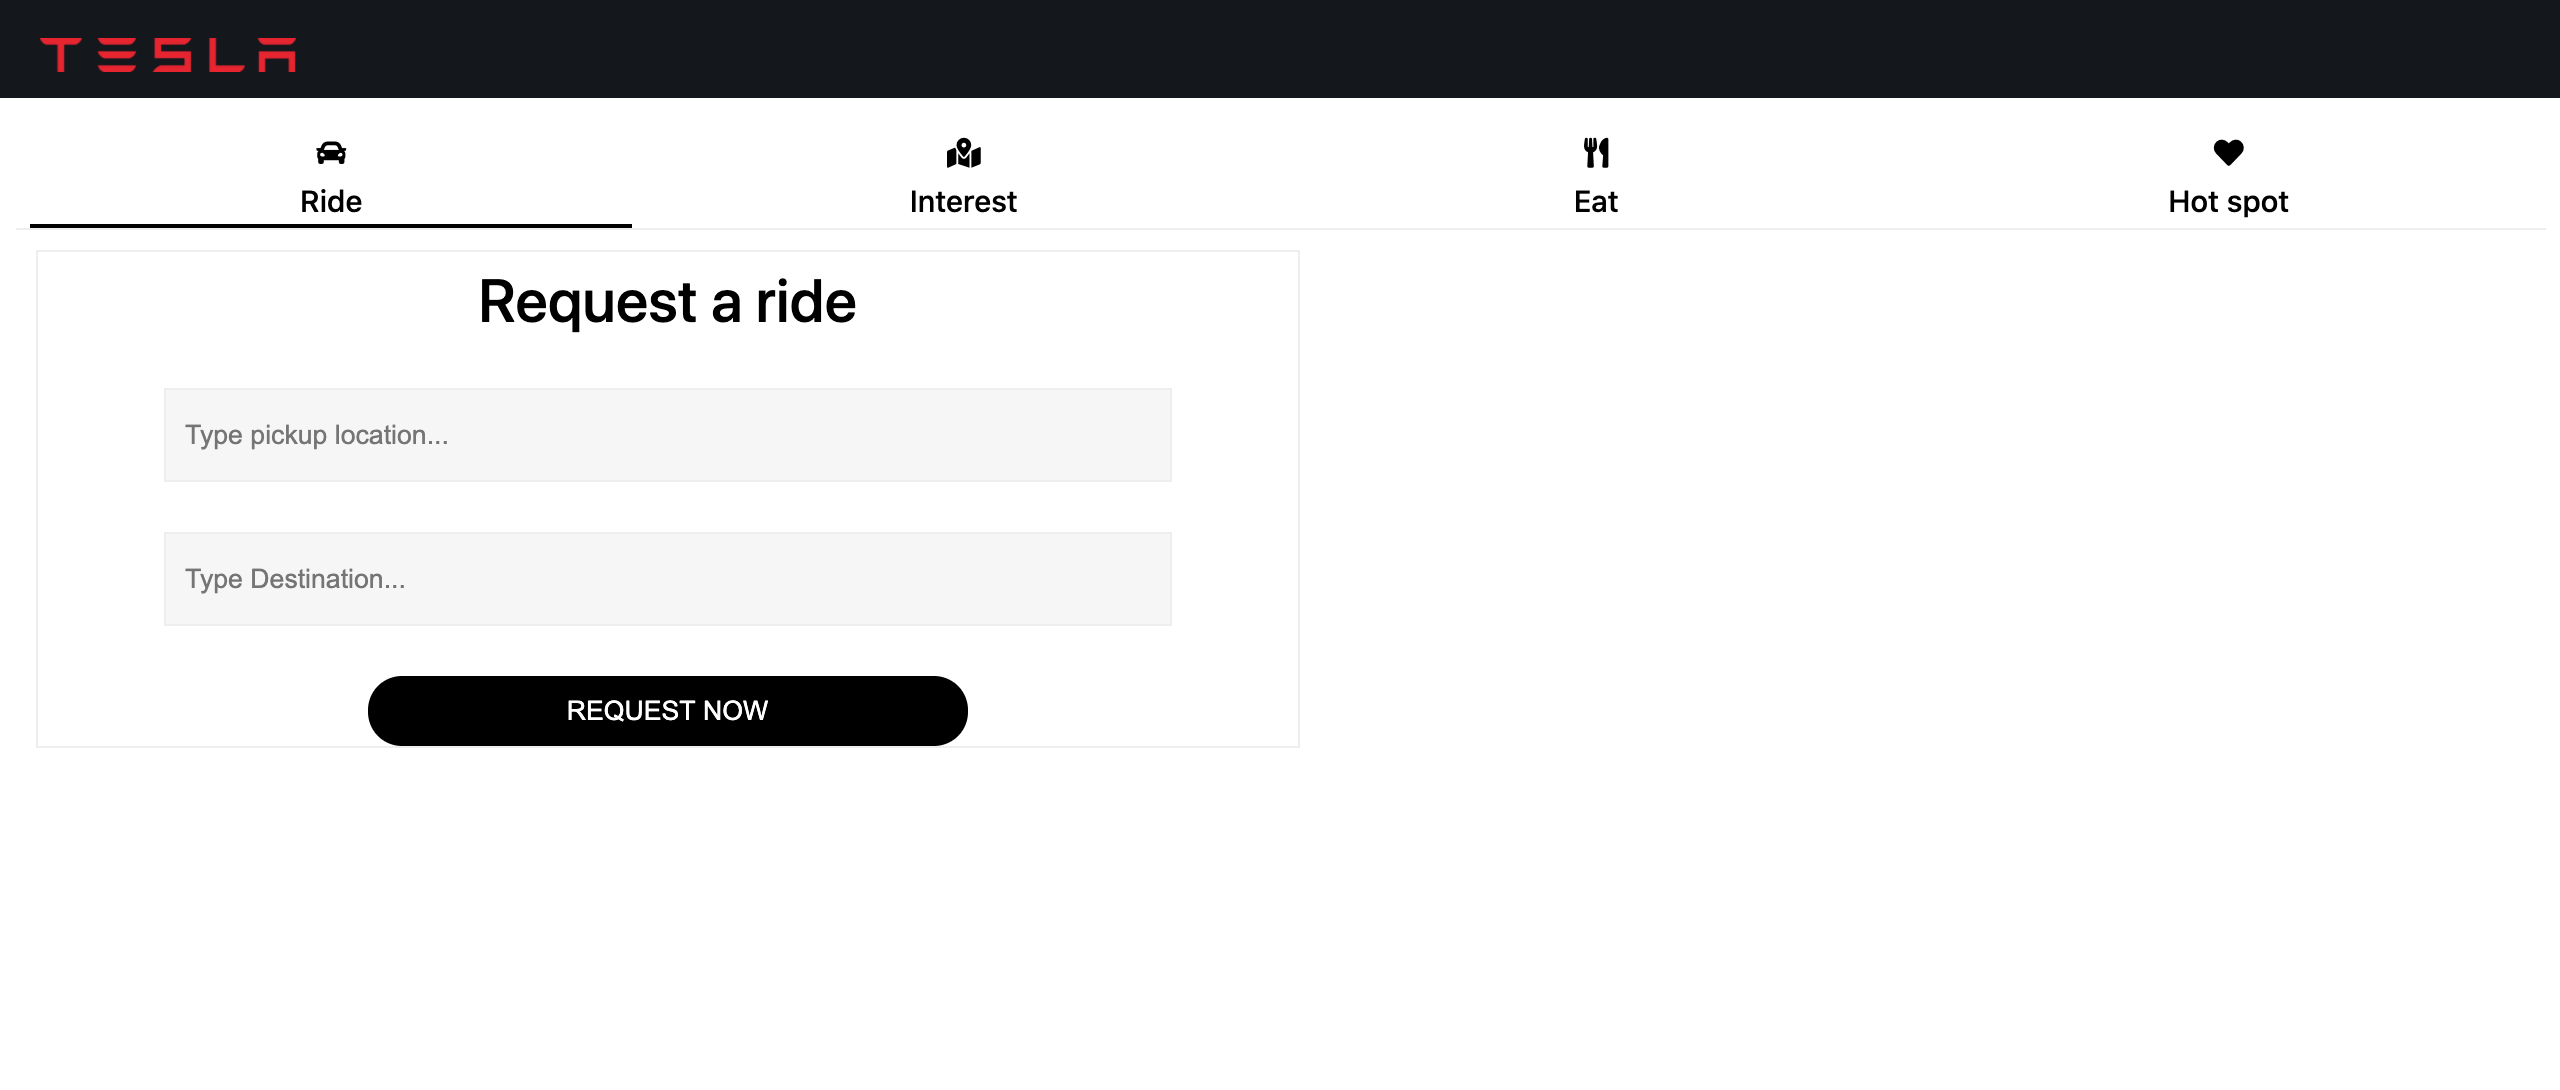 TESLA
Ride
Interest
Eat
Hot spot
Request a ride
Type pickup location...
Type Destination...
REQUEST NOW